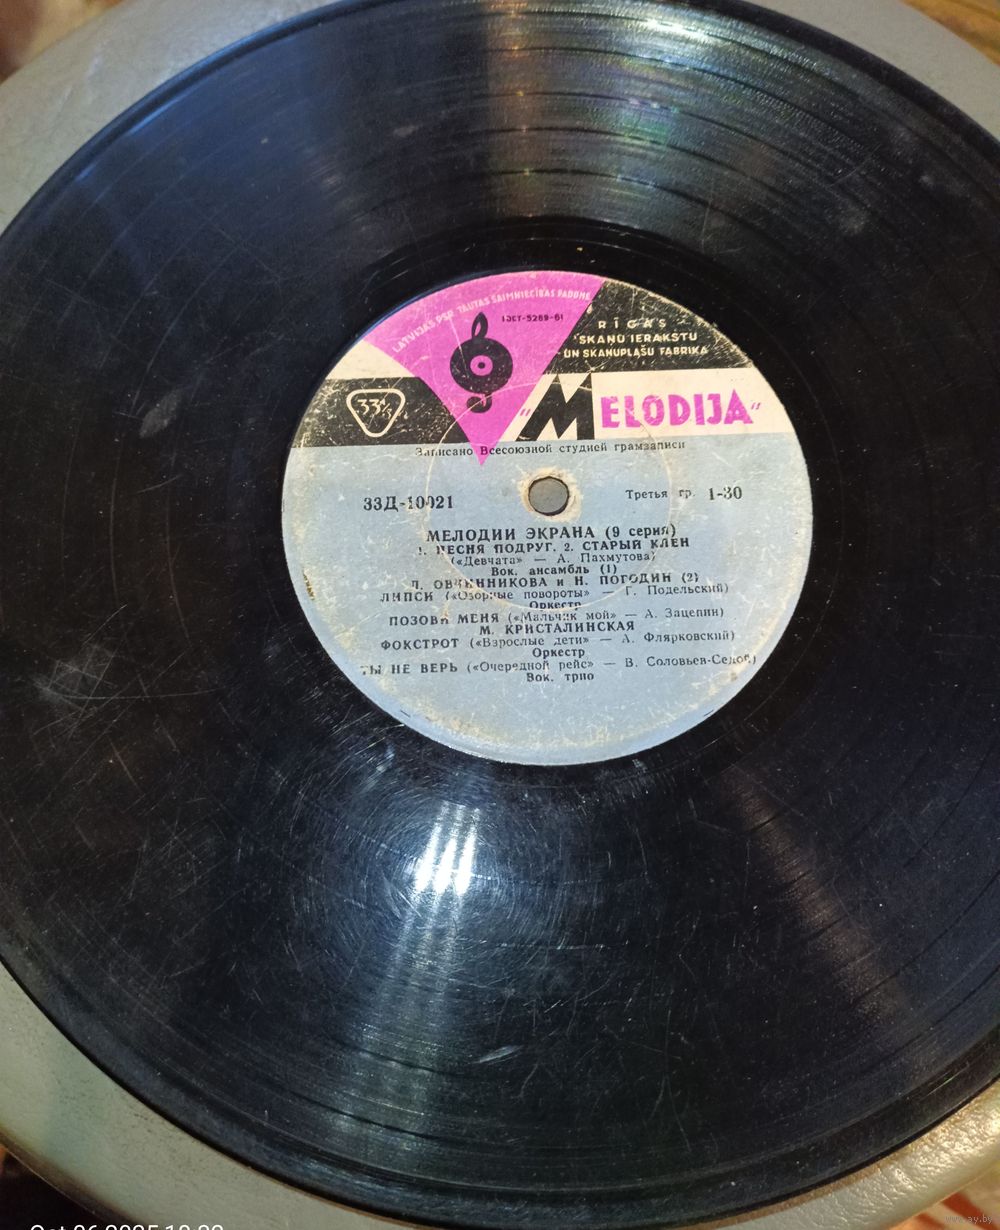 LATVIJAS PSR TAUTAS SAIMNIECĪBAS PADOME
ГОСТ-5289-61
RĪGAS
SKAŅU IERAKSTU
UN SKAŅUPLAŠU FABRIKA
33⅓
"MELODIJA"
Записано Всесоюзной студией грамзаписи
33Д-10021
Третья гр. 1-30
МЕЛОДИИ ЭКРАНА (9 серия)
1. ПЕСНЯ ПОДРУГ. 2. СТАРЫЙ КЛЕН
(«Девчата» — А. Пахмутова)
Вок. ансамбль (1)
Л. ОВЧИННИКОВА и Н. ПОГОДИН (2)
ЛИПСИ («Озорные повороты» — Г. Подельский)
Оркестр
ПОЗОВИ МЕНЯ («Мальчик мой» — А. Зацепин)
М. КРИСТАЛИНСКАЯ
ФОКСТРОТ («Взрослые дети» — А. Флярковский)
Оркестр
ТЫ НЕ ВЕРЬ («Очередной рейс» — В. Соловьев-Седой)
Вок. трио